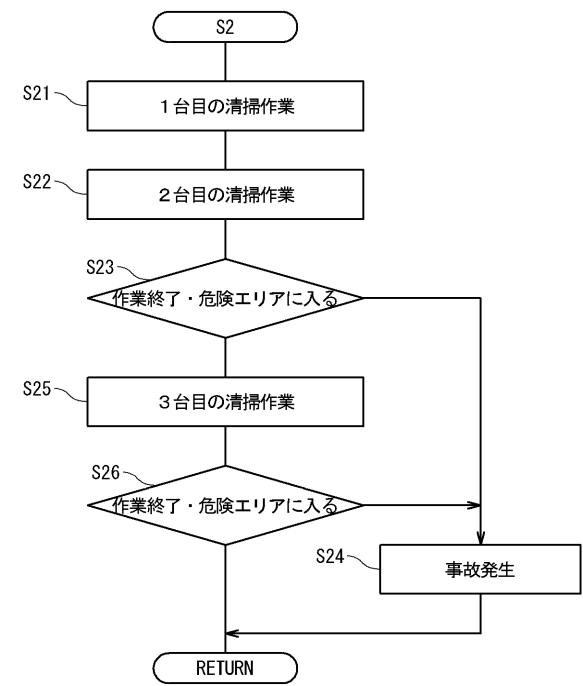 S2
S21
１台目の清掃作業
S22
２台目の清掃作業
S23
作業終了・危険エリアに入る
S25
３台目の清掃作業
S26
作業終了・危険エリアに入る
S24
事故発生
RETURN